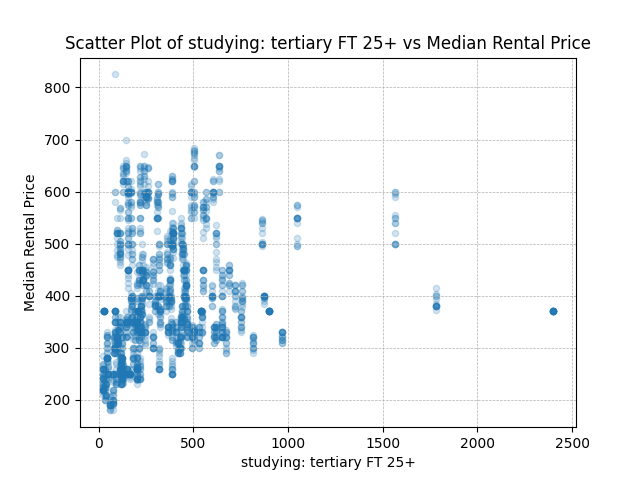 Scatter Plot of studying: tertiary FT 25+ vs Median Rental Price
800
700
600
500
400
300
200
Median Rental Price
0 500 1000 1500 2000 2500
studying: tertiary FT 25+